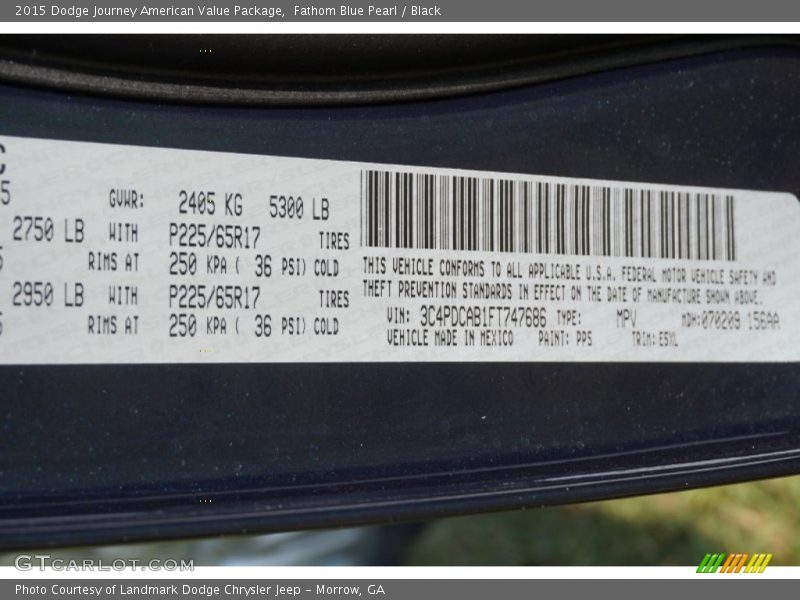 2015 Dodge Journey American Value Package, Fathom Blue Pearl / Black
GVWR: 2405 KG 5300 LB
2750 LB WITH P225/65R17 TIRES
RIMS AT 250 KPA ( 36 PSI) COLD
2950 LB WITH P225/65R17 TIRES
RIMS AT 250 KPA ( 36 PSI) COLD
THIS VEHICLE CONFORMS TO ALL APPLICABLE U.S.A. FEDERAL MOTOR VEHICLE SAFETY AND
THEFT PREVENTION STANDARDS IN EFFECT ON THE DATE OF MANUFACTURE SHOWN ABOVE.
VIN: 3C4PDCAB1FT747686 TYPE: MPV MDH:070209 156AA
VEHICLE MADE IN MEXICO PAINT: PPS TRIM:
GTCARLOT.COM
Photo Courtesy of Landmark Dodge Chrysler Jeep - Morrow, GA